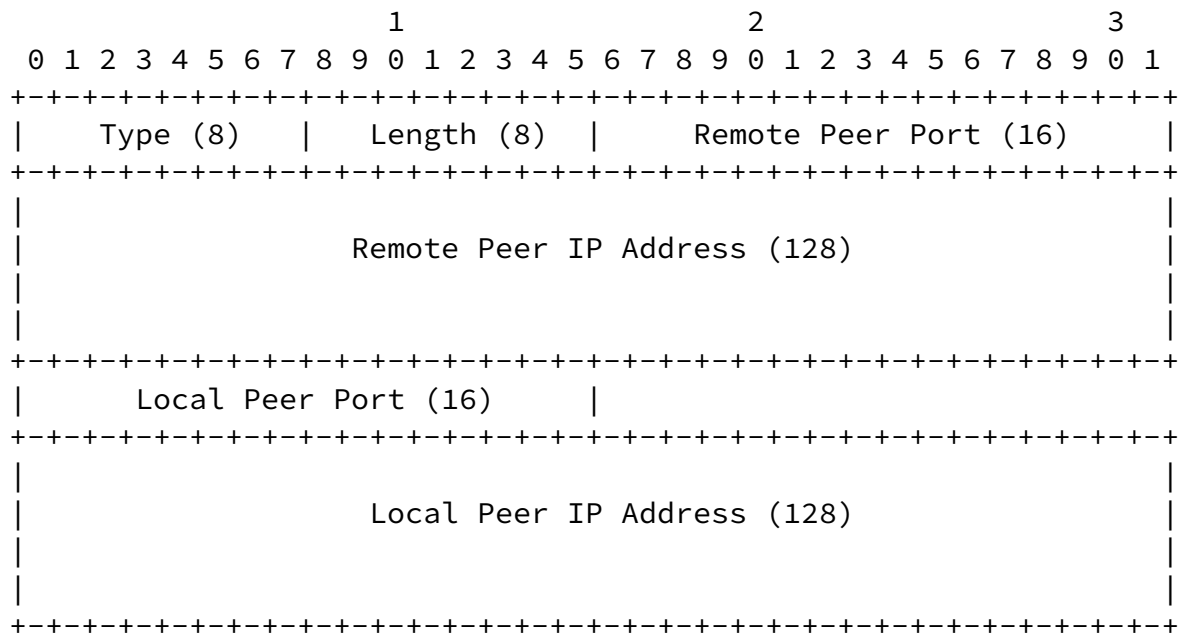 1                   2                   3
 0 1 2 3 4 5 6 7 8 9 0 1 2 3 4 5 6 7 8 9 0 1 2 3 4 5 6 7 8 9 0 1
+-+-+-+-+-+-+-+-+-+-+-+-+-+-+-+-+-+-+-+-+-+-+-+-+-+-+-+-+-+-+-+-+
|    Type (8)   |   Length (8)  |     Remote Peer Port (16)     |
+-+-+-+-+-+-+-+-+-+-+-+-+-+-+-+-+-+-+-+-+-+-+-+-+-+-+-+-+-+-+-+-+
|                                                               |
|                  Remote Peer IP Address (128)                 |
|                                                               |
|                                                               |
+-+-+-+-+-+-+-+-+-+-+-+-+-+-+-+-+-+-+-+-+-+-+-+-+-+-+-+-+-+-+-+-+
|      Local Peer Port (16)     |
+-+-+-+-+-+-+-+-+-+-+-+-+-+-+-+-+-+-+-+-+-+-+-+-+-+-+-+-+-+-+-+-+
|                                                               |
|                   Local Peer IP Address (128)                 |
|                                                               |
|                                                               |
+-+-+-+-+-+-+-+-+-+-+-+-+-+-+-+-+-+-+-+-+-+-+-+-+-+-+-+-+-+-+-+-+